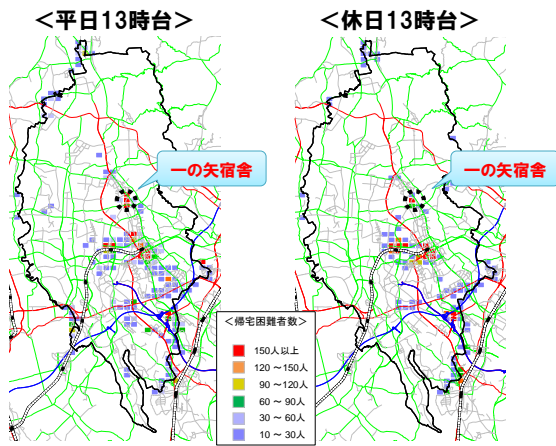 ＜平日13時台＞
＜休日13時台＞
一の矢宿舎
一の矢宿舎
＜帰宅困難者数＞
150人以上
120 ～150人
90 ～120人
60 ～ 90人
30 ～ 60人
10 ～ 30人